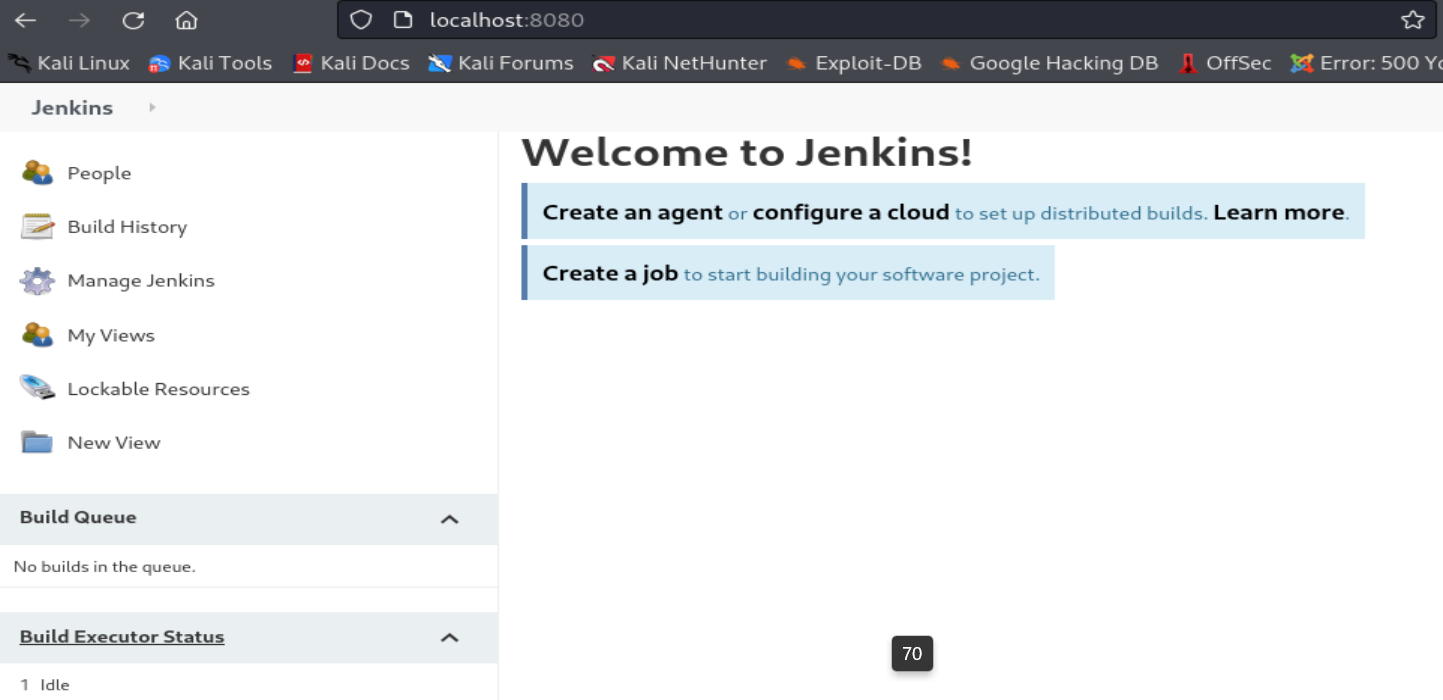 localhost:8080
Kali Linux Kali Tools Kali Docs Kali Forums Kali NetHunter Exploit-DB Google Hacking DB OffSec Error: 500 Yo
Jenkins
People
Build History
Manage Jenkins
My Views
Lockable Resources
New View
Build Queue
No builds in the queue.
Build Executor Status
1 Idle
Welcome to Jenkins!
Create an agent or configure a cloud to set up distributed builds. Learn more.
Create a job to start building your software project.
70